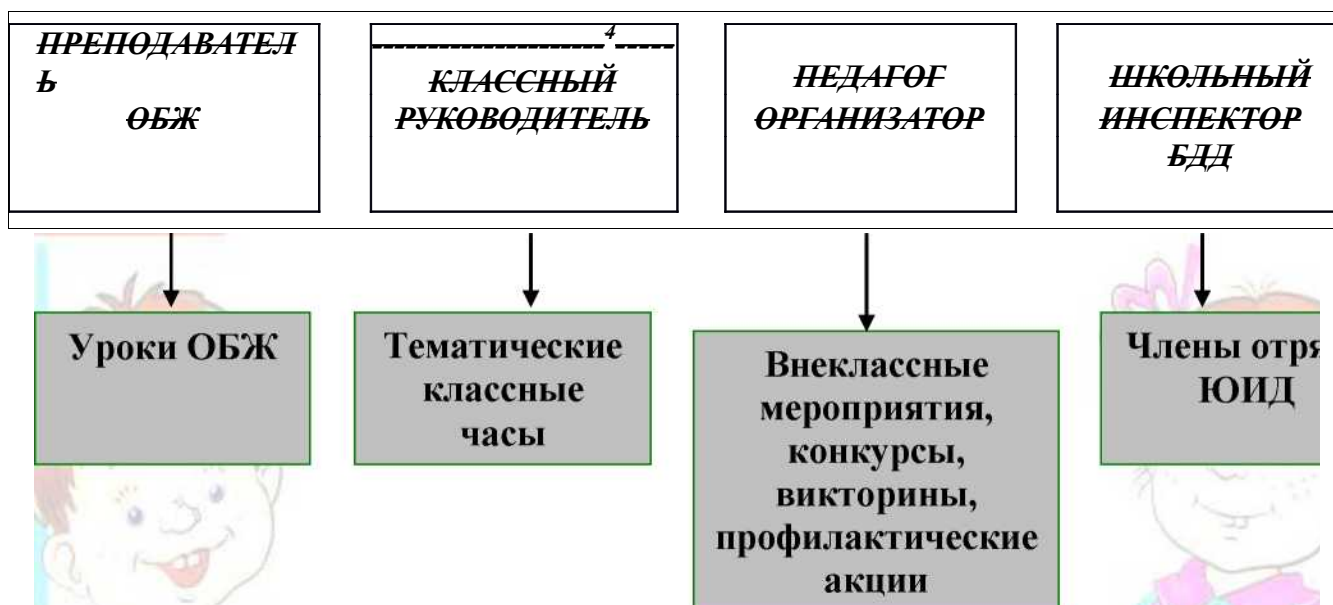 ПРЕПОДАВАТЕЛ
Ь
ОБЖ
4
КЛАССНЫЙ
РУКОВОДИТЕЛЬ
ПЕДАГОГ
ОРГАНИЗАТОР
ШКОЛЬНЫЙ
ИНСПЕКТОР
БДД
Уроки ОБЖ
Тематические
классные
часы
Внеклассные
мероприятия,
конкурсы,
викторины,
профилактические
акции
Члены отря
ЮИД